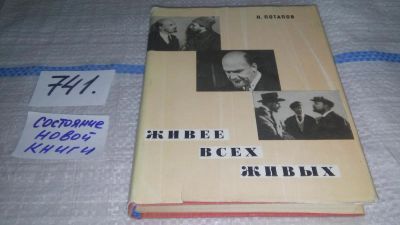 741.
СОСТОЯНИЕ
НОВОЙ
КНИГИ
Н. ПОТАПОВ
ЖИВЕЕ
ВСЕХ
ЖИВЫХ